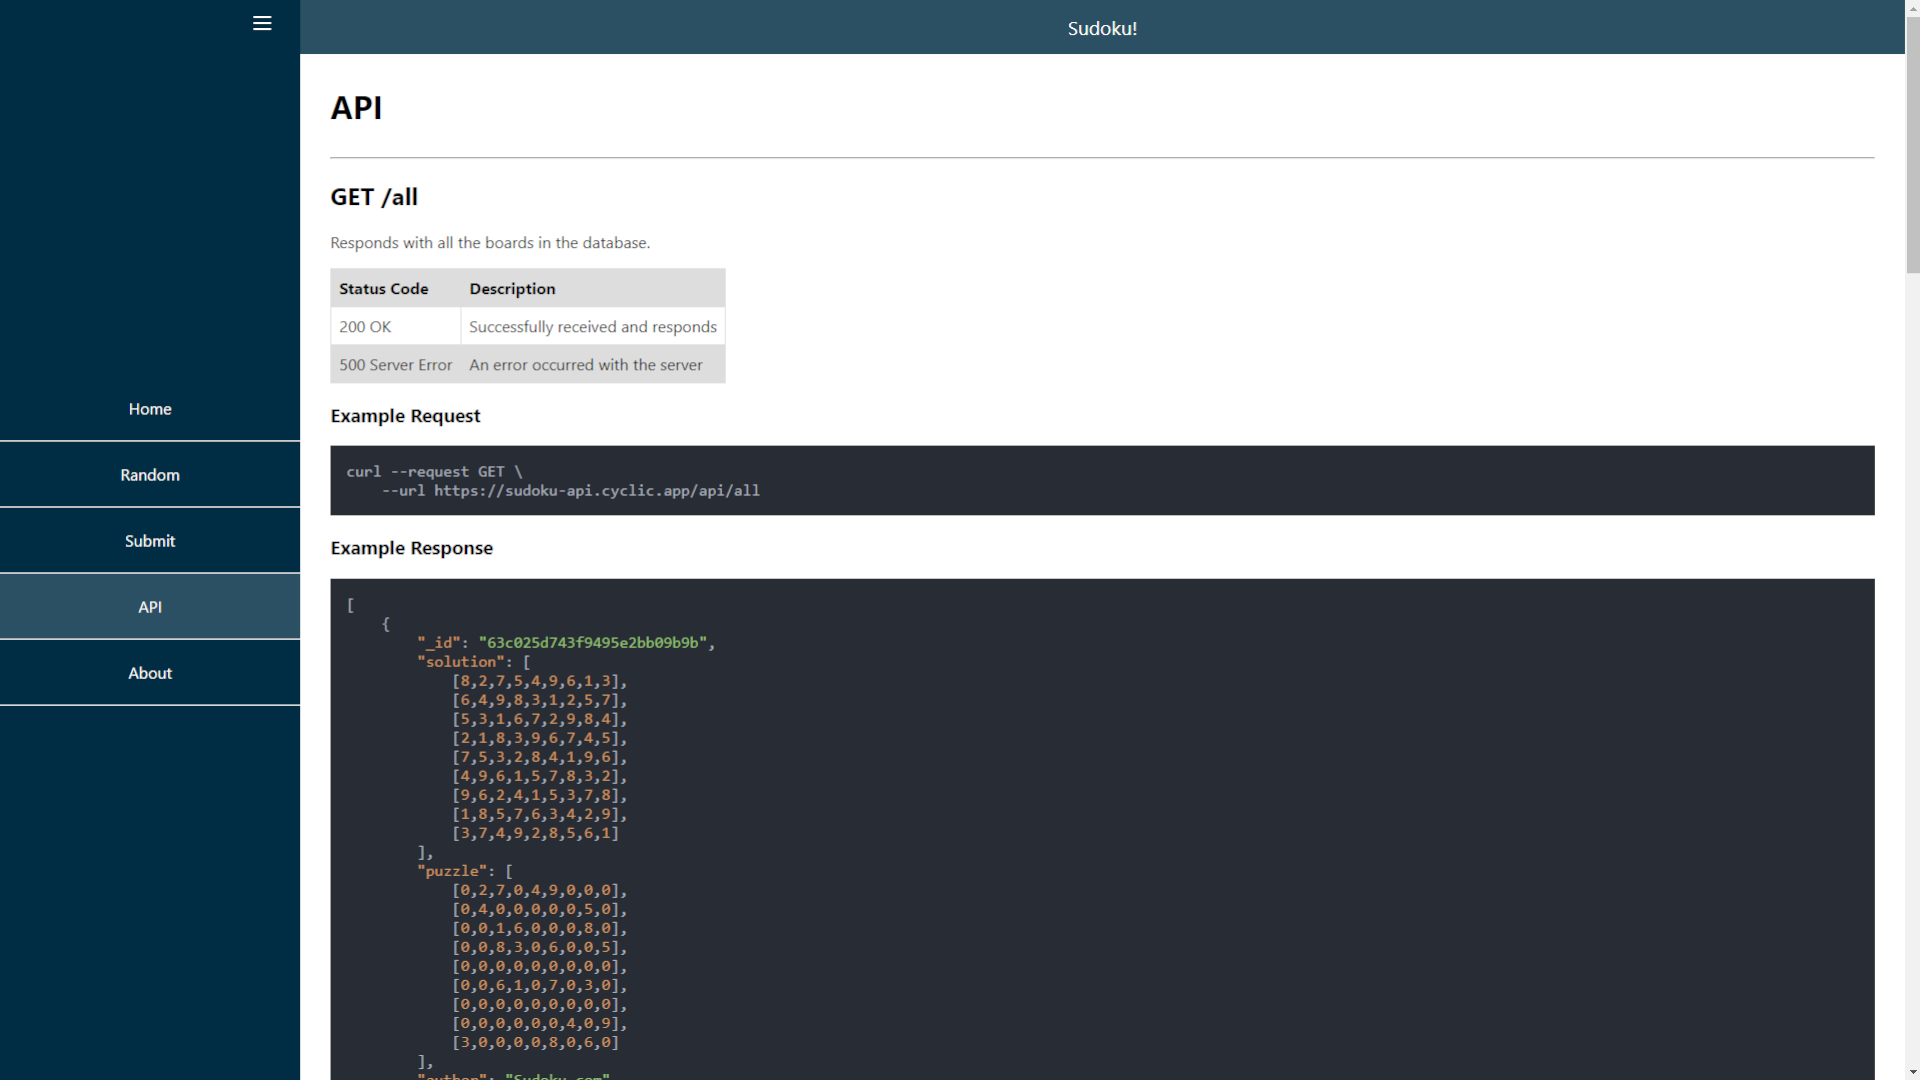 Sudoku!
Home
Random
Submit
API
About
API
GET /all
Responds with all the boards in the database.
Status Code Description
200 OK Successfully received and responds
500 Server Error An error occurred with the server
Example Request
curl --request GET \
--url https://sudoku-api.cyclic.app/api/all
Example Response
[
{
"_id": "63c025d743f9495e2bb09b9b",
"solution": [
[8,2,7,5,4,9,6,1,3],
[6,4,9,8,3,1,2,5,7],
[5,3,1,6,7,2,9,8,4],
[2,1,8,3,9,6,7,4,5],
[7,5,3,2,8,4,1,9,6],
[4,9,6,1,5,7,8,3,2],
[9,6,2,4,1,5,3,7,8],
[1,8,5,7,6,3,4,2,9],
[3,7,4,9,2,8,5,6,1]
],
"puzzle": [
[0,2,7,0,4,9,0,0,0],
[0,4,0,0,0,0,0,5,0],
[0,0,1,6,0,0,0,8,0],
[0,0,8,3,0,6,0,0,5],
[0,0,0,0,0,0,0,0,0],
[0,0,6,1,0,7,0,3,0],
[0,0,0,0,0,0,0,0,0],
[0,0,0,0,0,0,4,0,9],
[3,0,0,0,0,8,0,6,0]
],
"author": "Sudoku.com"